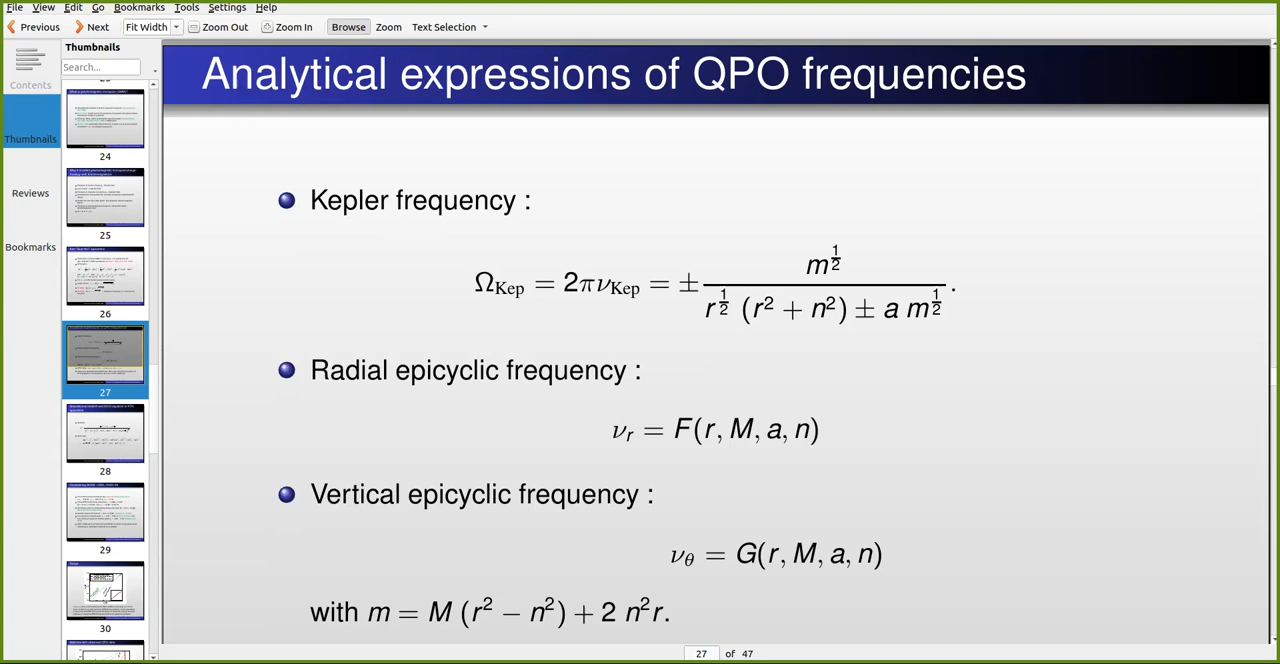 File View Edit Go Bookmarks Tools Settings Help
Previous Next Fit Width Zoom Out Zoom In Browse Zoom Text Selection
Contents
Thumbnails
Reviews
Bookmarks
Thumbnails
Search...
24
25
26
27
28
29
30
Analytical expressions of QPO frequencies
Kepler frequency :
Ω_Kep = 2πν_Kep = ± m^{1/2} / (r^{1/2} (r² + n²) ± a m^{1/2}).
Radial epicyclic frequency :
ν_r = F(r, M, a, n)
Vertical epicyclic frequency :
ν_θ = G(r, M, a, n)
with m = M (r² − n²) + 2 n²r.
27 of 47